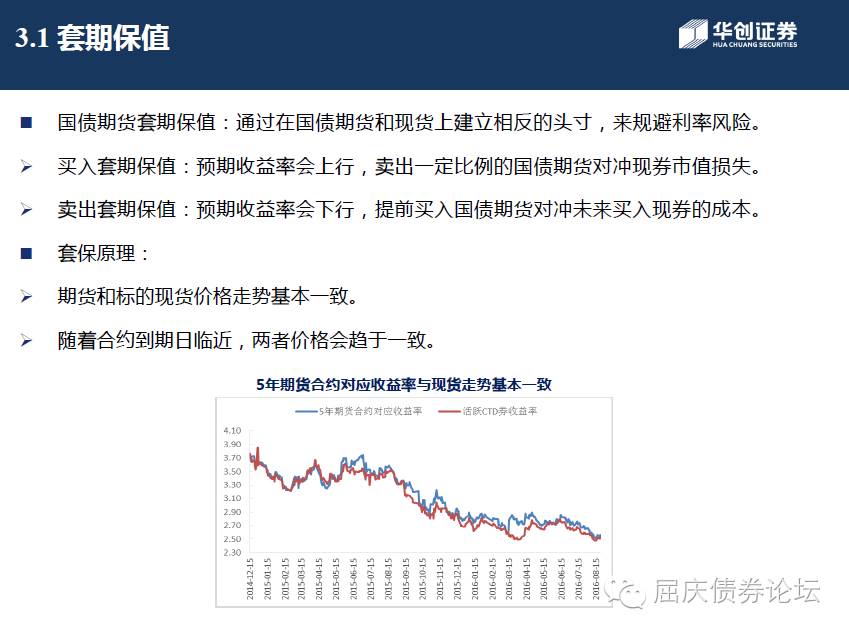 3.1 套期保值
华创证券
HUA CHUANG SECURITIES
国债期货套期保值：通过在国债期货和现货上建立相反的头寸，来规避利率风险。
买入套期保值：预期收益率会上行，卖出一定比例的国债期货对冲现券市值损失。
卖出套期保值：预期收益率会下行，提前买入国债期货对冲未来买入现券的成本。
套保原理：
期货和标的现货价格走势基本一致。
随着合约到期日临近，两者价格会趋于一致。
5年期货合约对应收益率与现货走势基本一致
5年期货合约对应收益率 活跃CTD券收益率
4.10
3.90
3.70
3.50
3.30
3.10
2.90
2.70
2.50
2.30
2014-12-15
2015-01-15
2015-02-15
2015-03-15
2015-04-15
2015-05-15
2015-06-15
2015-07-15
2015-08-15
2015-09-15
2015-10-15
2015-11-15
2015-12-15
2016-01-15
2016-02-15
2016-03-15
2016-04-15
2016-05-15
2016-06-15
2016-07-15
2016-08-15
屈庆债券论坛